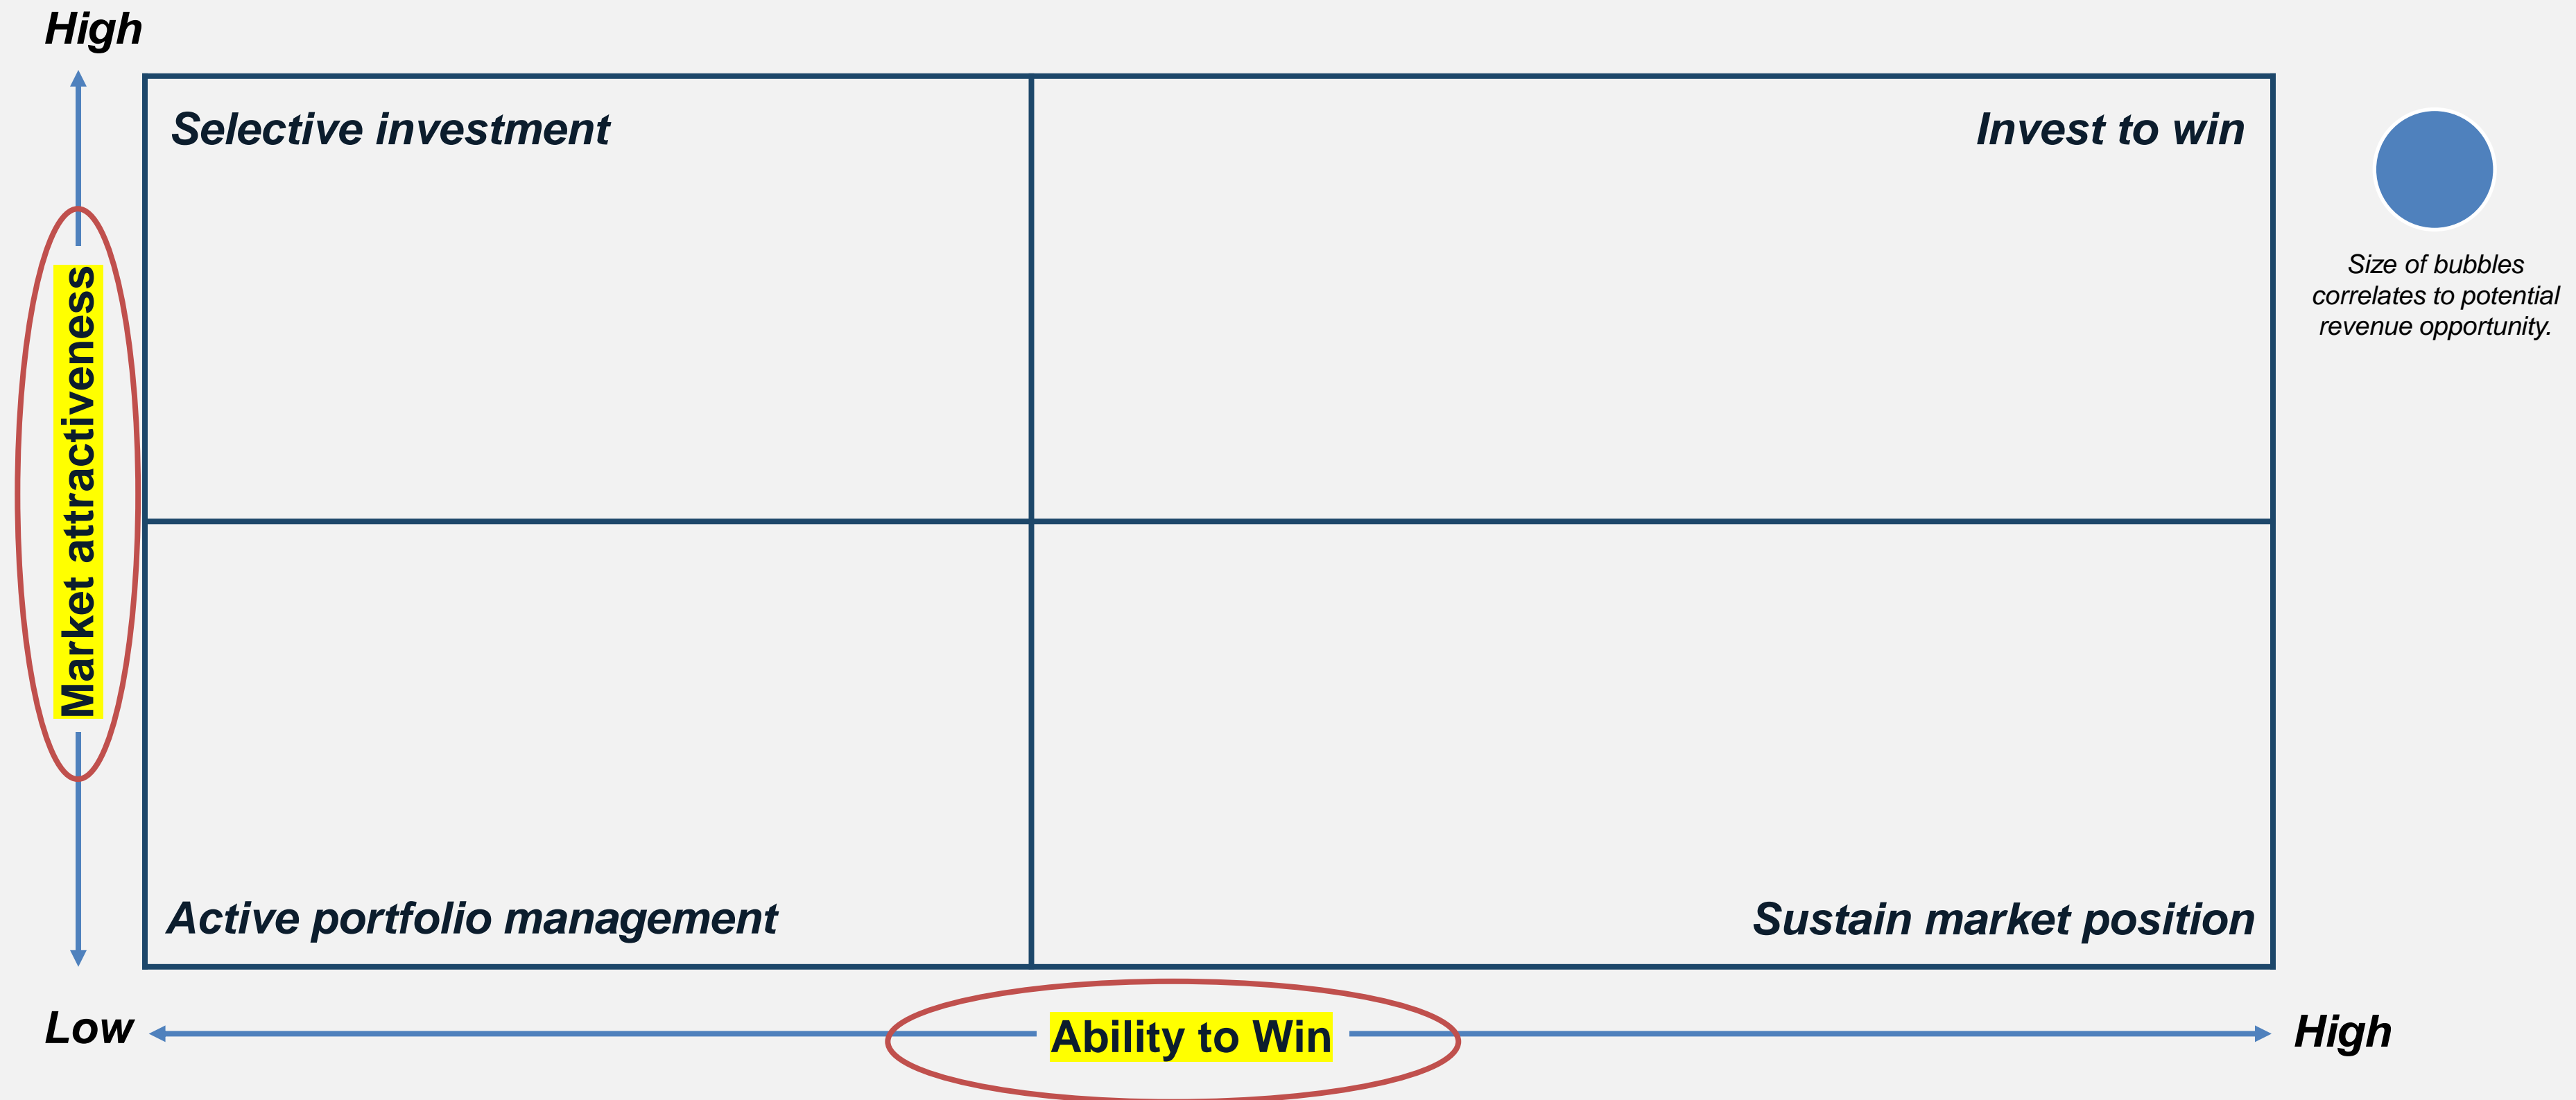 High
Selective investment
Invest to win
Size of bubbles
correlates to potential
revenue opportunity.
Market attractiveness
Active portfolio management
Sustain market position
Low
Ability to Win
High